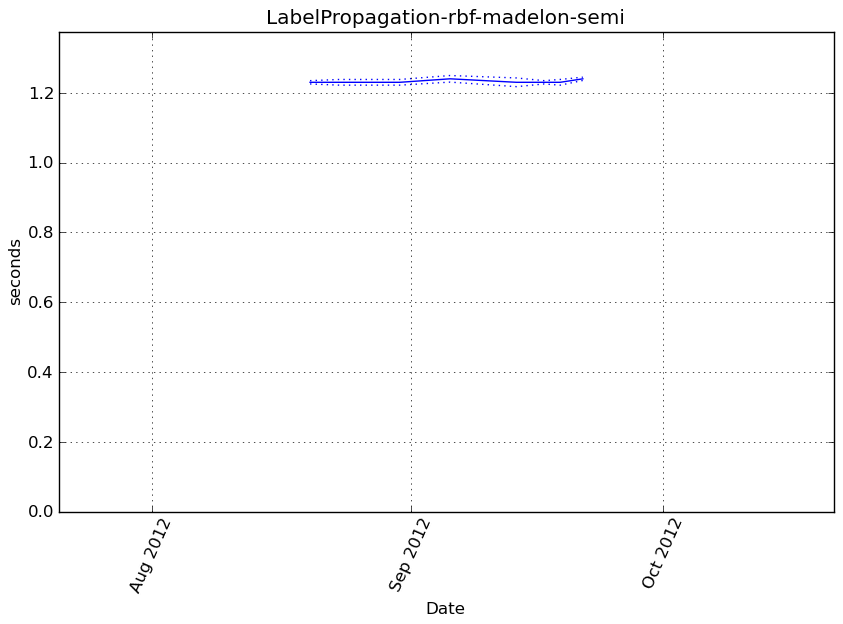 LabelPropagation-rbf-madelon-semi
1.2
1.0
0.8
0.6
0.4
0.2
0.0
seconds
Aug 2012
Sep 2012
Oct 2012
Date